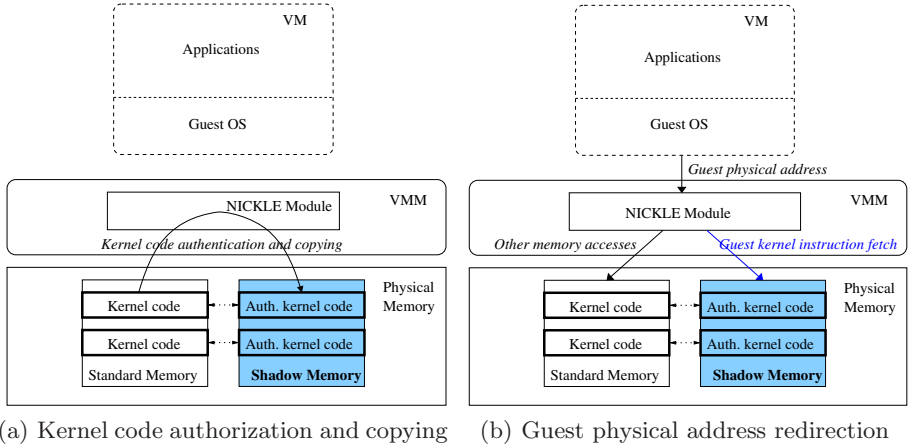 VM
Applications
Guest OS
NICKLE Module
VMM
Kernel code authentication and copying
Physical
Memory
Kernel code
Auth. kernel code
Kernel code
Auth. kernel code
Standard Memory
Shadow Memory
(a) Kernel code authorization and copying
VM
Applications
Guest OS
Guest physical address
VMM
NICKLE Module
Other memory accesses
Guest kernel instruction fetch
Physical
Memory
Kernel code
Auth. kernel code
Kernel code
Auth. kernel code
Standard Memory
Shadow Memory
(b) Guest physical address redirection